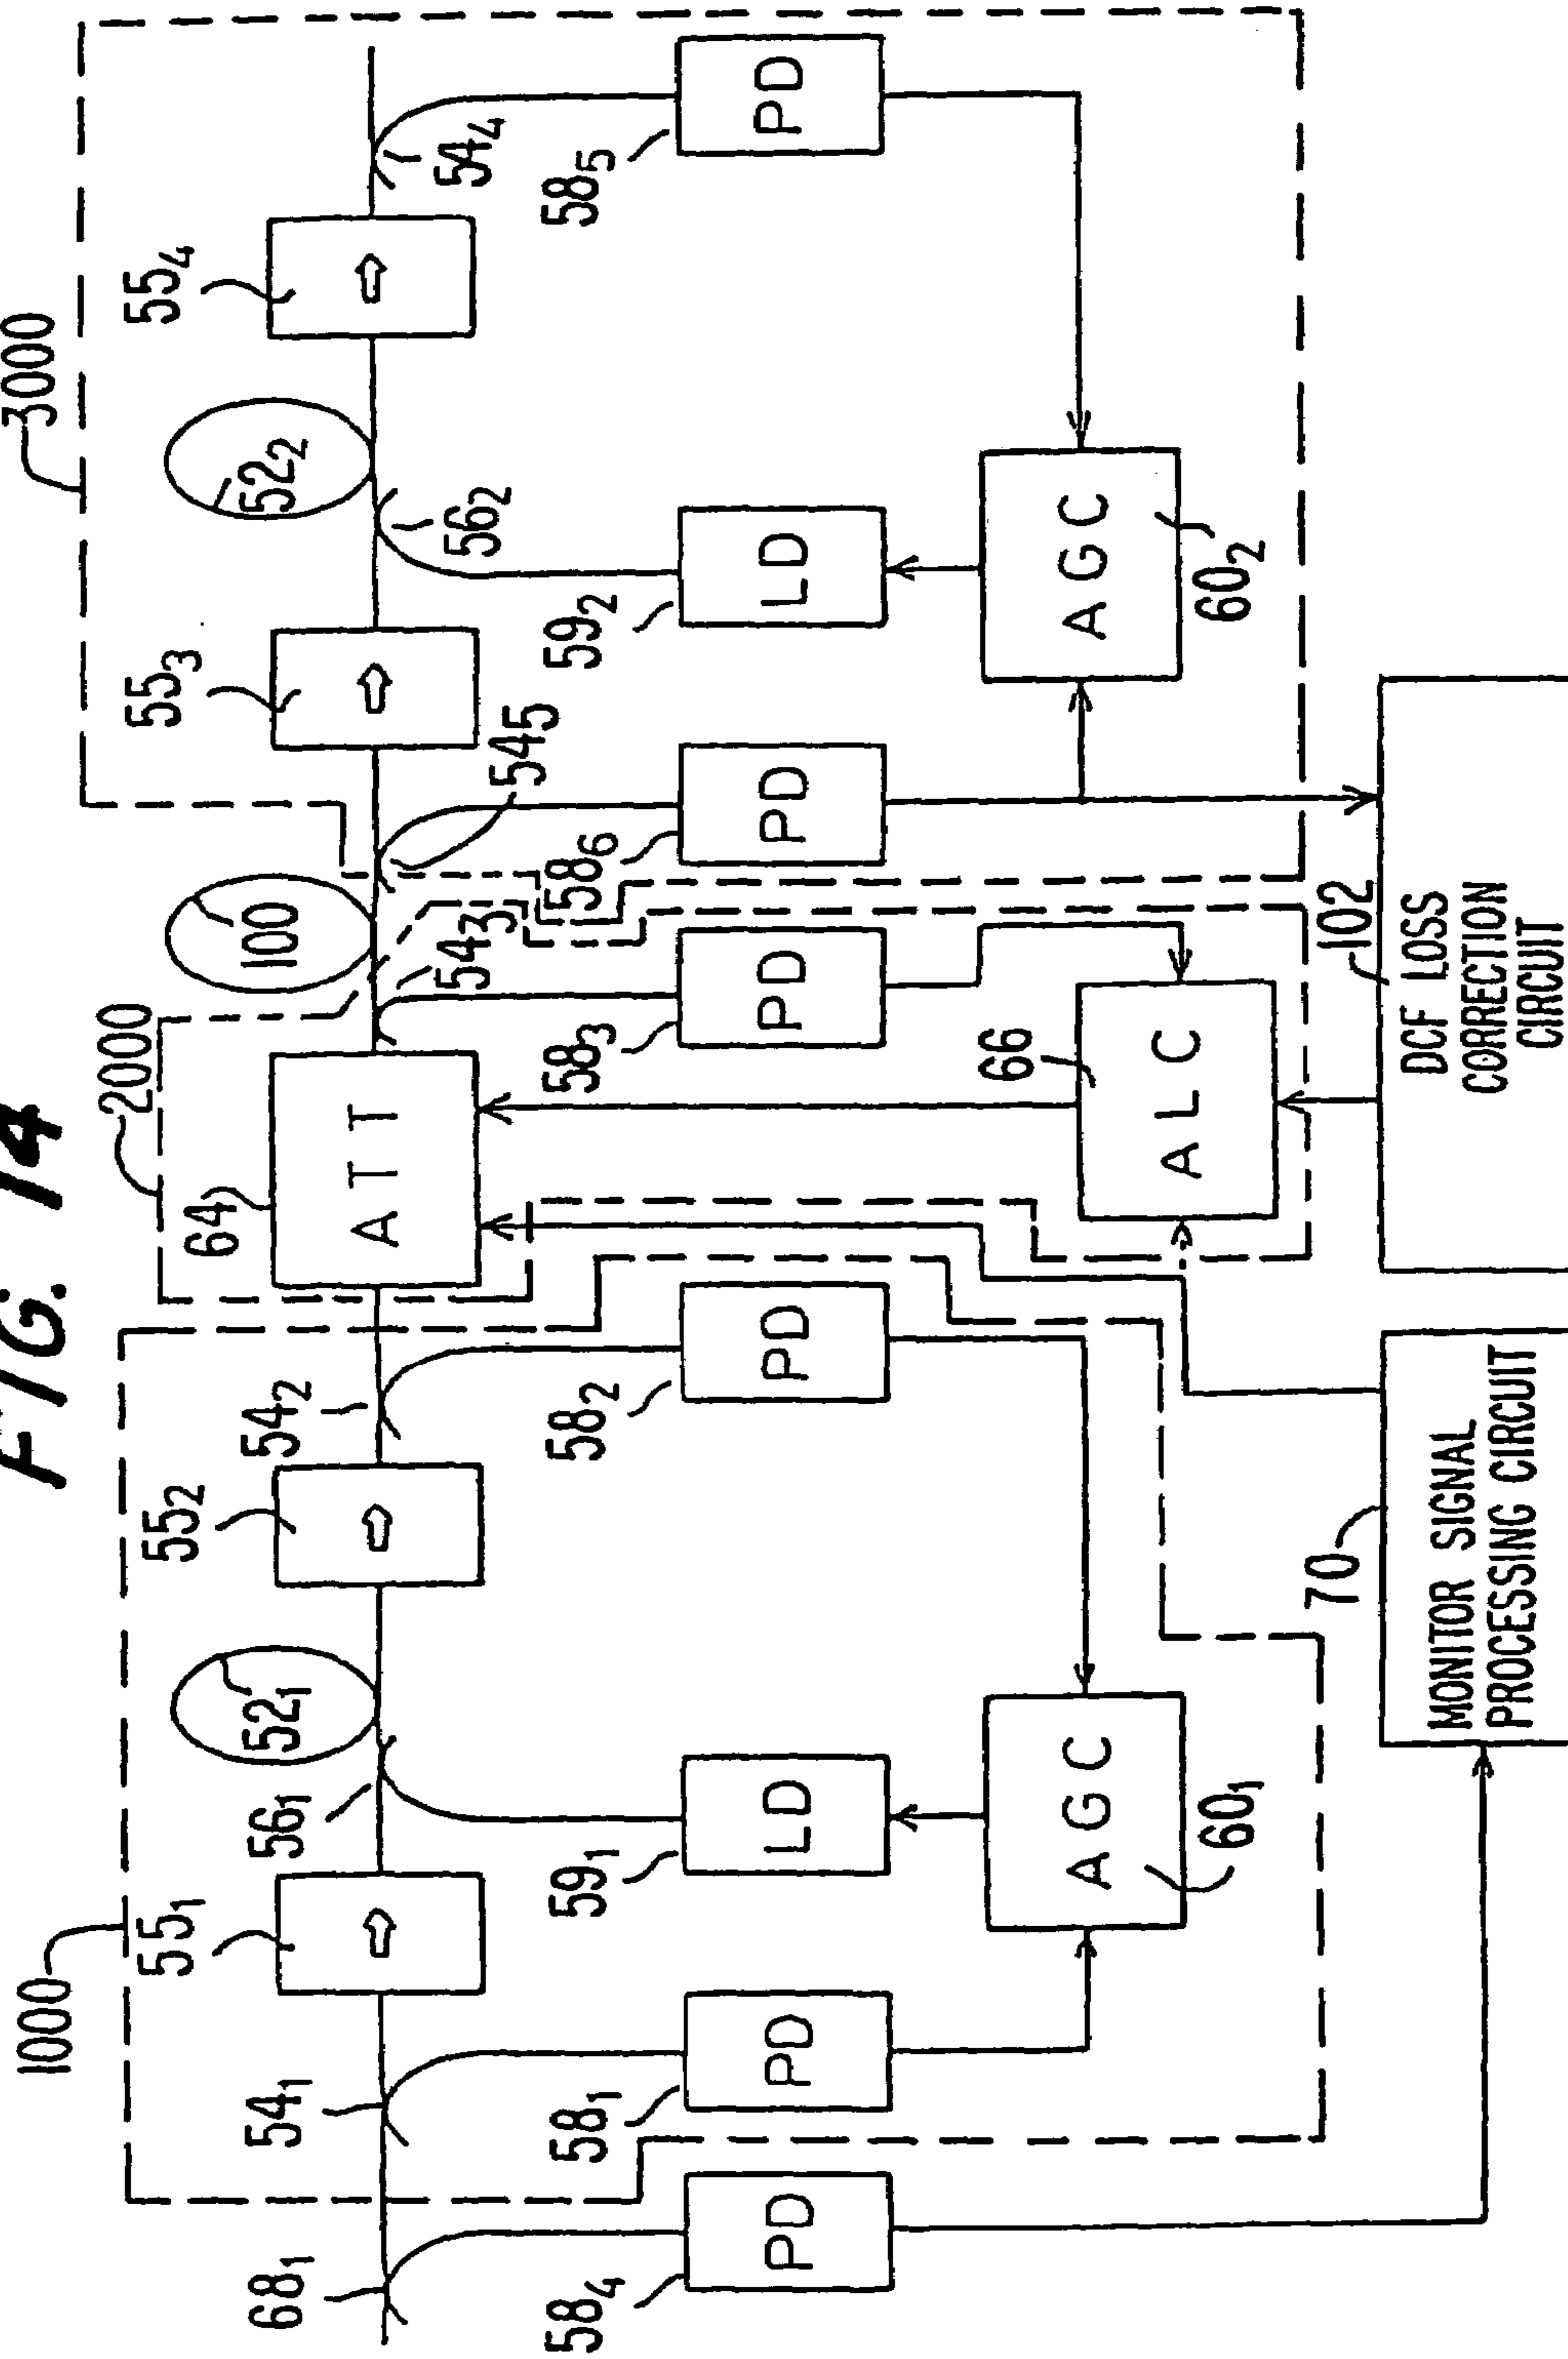 FIG. 14
1000
2000
3000
68₁
54₁
55₁
56₁
52₁
55₂
54₂
64
ATT
54₃
100
54₅
55₃
56₂
52₂
55₄
54₄
58₄
PD
58₁
PD
59₁
LD
58₂
PD
58₃
PD
58₆
PD
59₂
LD
58₅
PD
AGC
60₁
66
ALC
AGC
60₂
70
MONITOR SIGNAL
PROCESSING CIRCUIT
102
DCF LOSS
CORRECTION
CIRCUIT